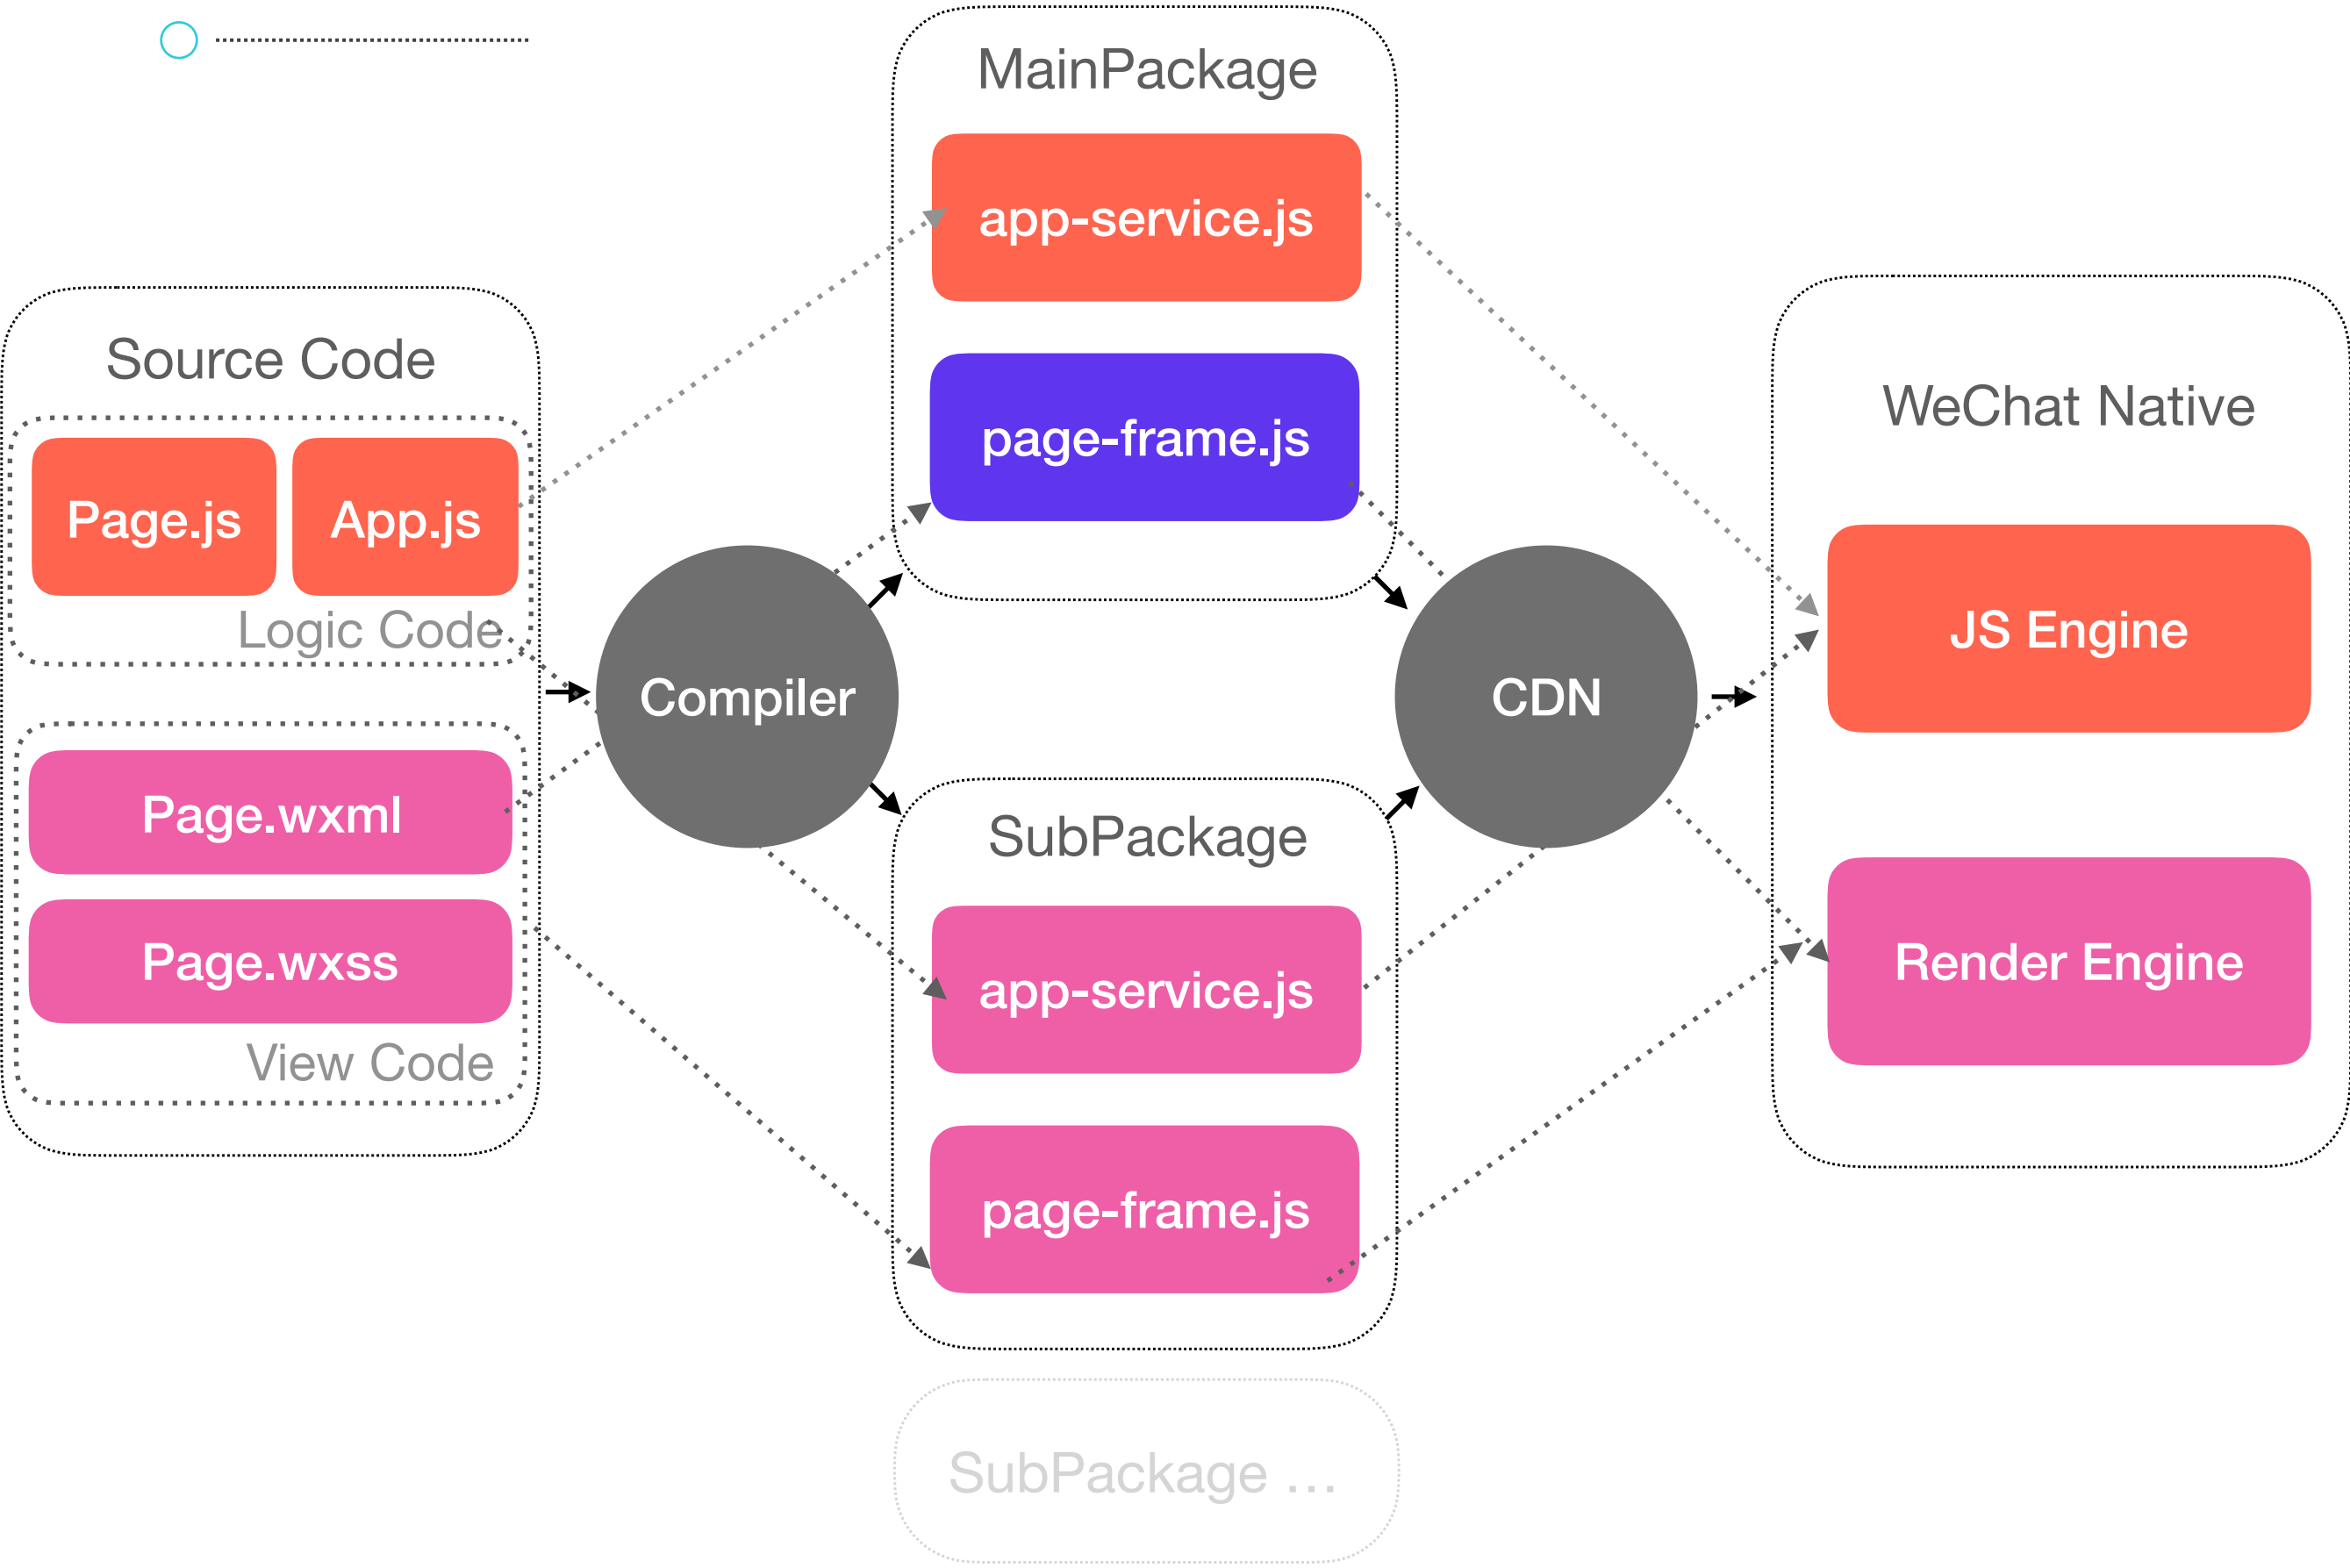 Source Code
Page.js
App.js
Logic Code
Page.wxml
Page.wxss
View Code
Compiler
MainPackage
app-service.js
page-frame.js
SubPackage
app-service.js
page-frame.js
SubPackage ...
CDN
WeChat Native
JS Engine
Render Engine